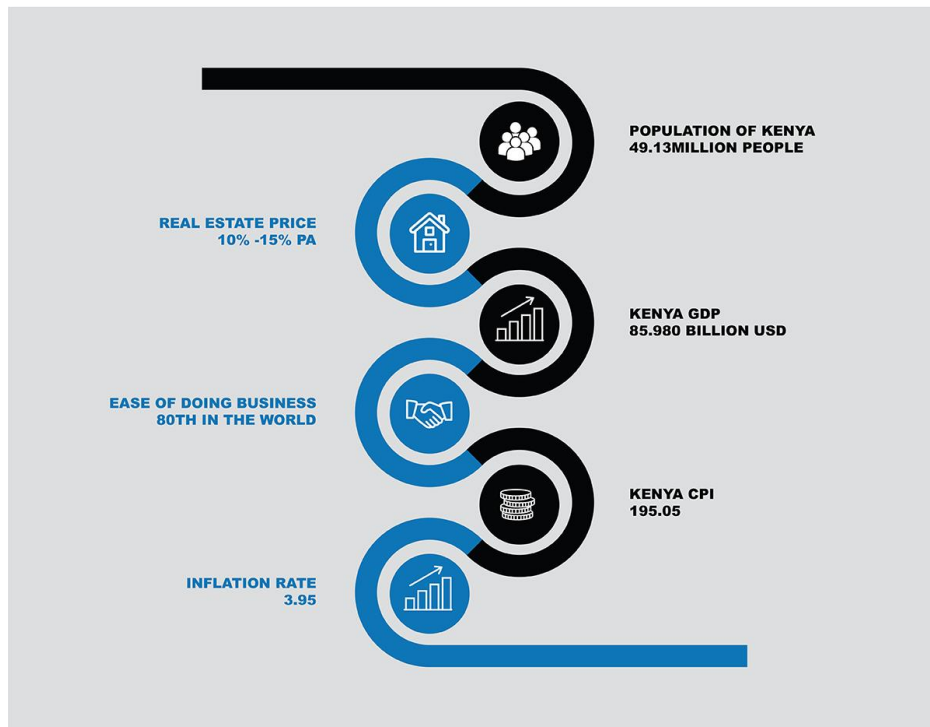 POPULATION OF KENYA
49.13MILLION PEOPLE
REAL ESTATE PRICE
10% -15% PA
KENYA GDP
85.980 BILLION USD
EASE OF DOING BUSINESS
80TH IN THE WORLD
KENYA CPI
195.05
INFLATION RATE
3.95